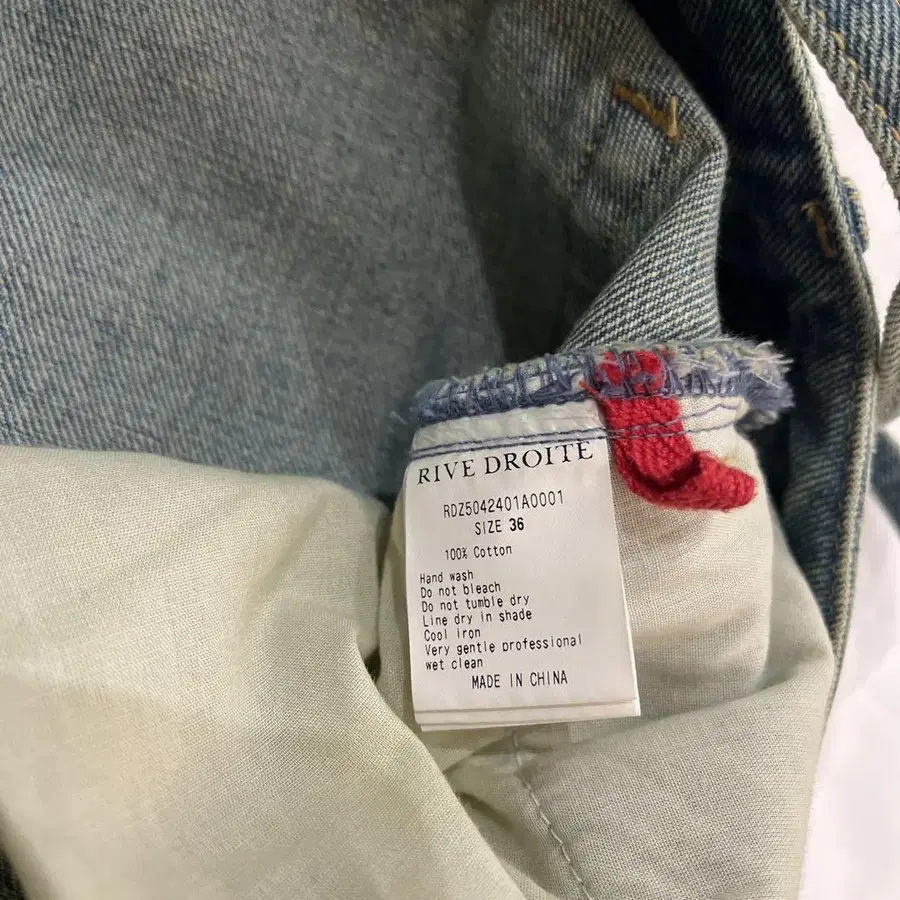 RIVE DROITE
RDZ5042401A0001
SIZE 36
100% Cotton
Hand wash
Do not bleach
Do not tumble dry
Line dry in shade
Cool iron
Very gentle professional
wet clean
MADE IN CHINA